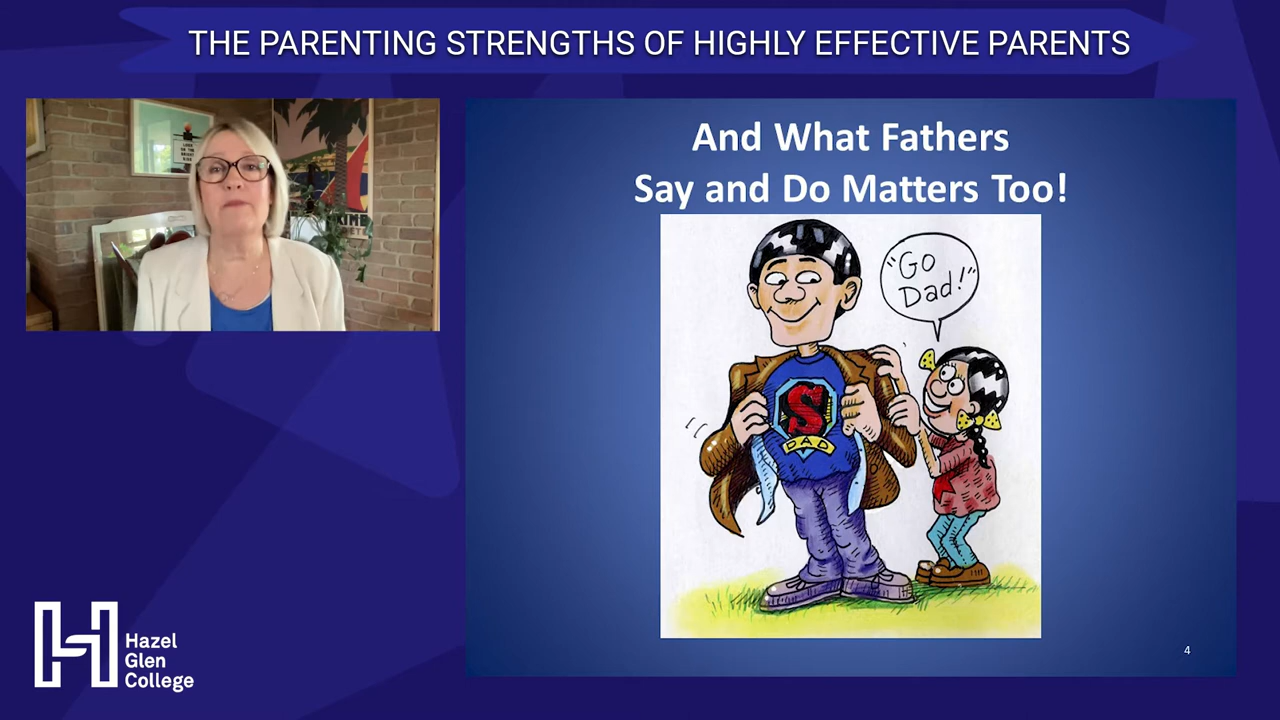 THE PARENTING STRENGTHS OF HIGHLY EFFECTIVE PARENTS
And What Fathers
Say and Do Matters Too!
"Go
Dad!"
S
DAD
4
Hazel
Glen
College